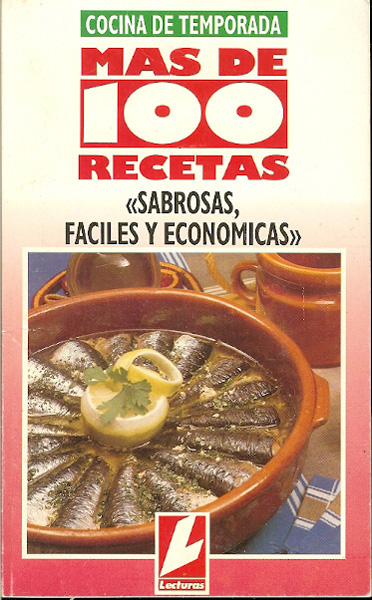 COCINA DE TEMPORADA
MAS DE
100
RECETAS
«SABROSAS,
FACILES Y ECONOMICAS»
L
Lecturas